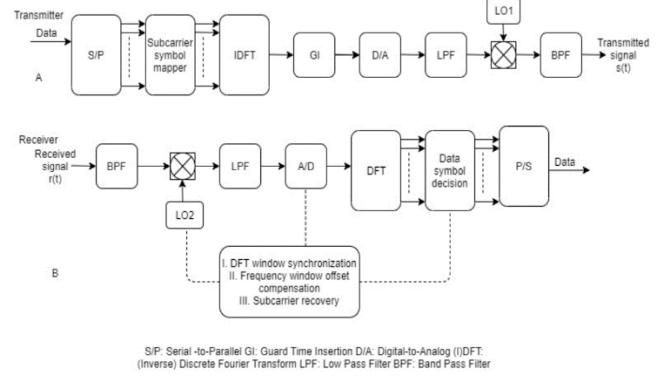 Transmitter
Data
S/P
Subcarrier
symbol
mapper
IDFT
GI
D/A
LPF
LO1
BPF
Transmitted
signal
s(t)
A
Receiver
Received
signal
r(t)
BPF
LO2
LPF
A/D
DFT
Data
symbol
decision
P/S
Data
B
I. DFT window synchronization
II. Frequency window offset
compensation
III. Subcarrier recovery
S/P: Serial -to-Parallel GI: Guard Time Insertion D/A: Digital-to-Analog (I)DFT:
(Inverse) Discrete Fourier Transform LPF: Low Pass Filter BPF: Band Pass Filter